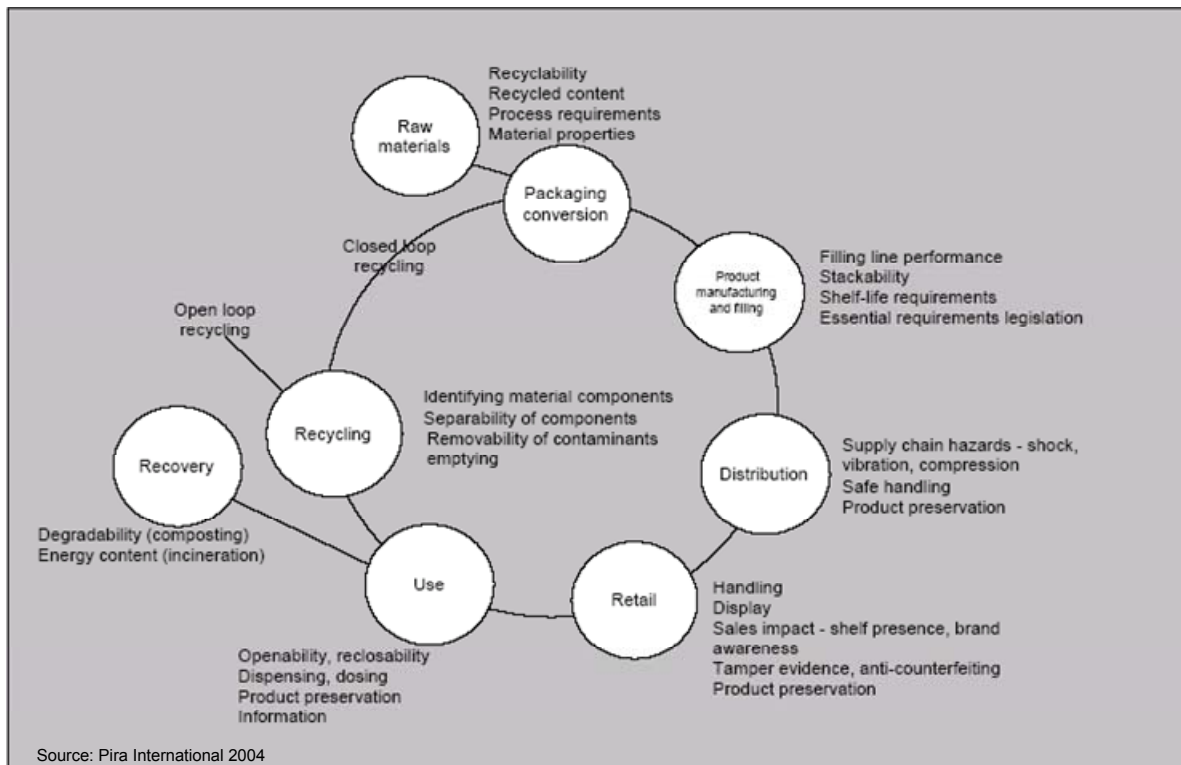 Raw
materials
Recyclability
Recycled content
Process requirements
Material properties
Packaging
conversion
Closed loop
recycling
Product
manufacturing
and filling
Filling line performance
Stackability
Shelf-life requirements
Essential requirements legislation
Open loop
recycling
Recycling
Identifying material components
Separability of components
Removability of contaminants
emptying
Recovery
Degradability (composting)
Energy content (incineration)
Distribution
Supply chain hazards - shock,
vibration, compression
Safe handling
Product preservation
Use
Openability, reclosability
Dispensing, dosing
Product preservation
Information
Retail
Handling
Display
Sales impact - shelf presence, brand
awareness
Tamper evidence, anti-counterfeiting
Product preservation
Source: Pira International 2004